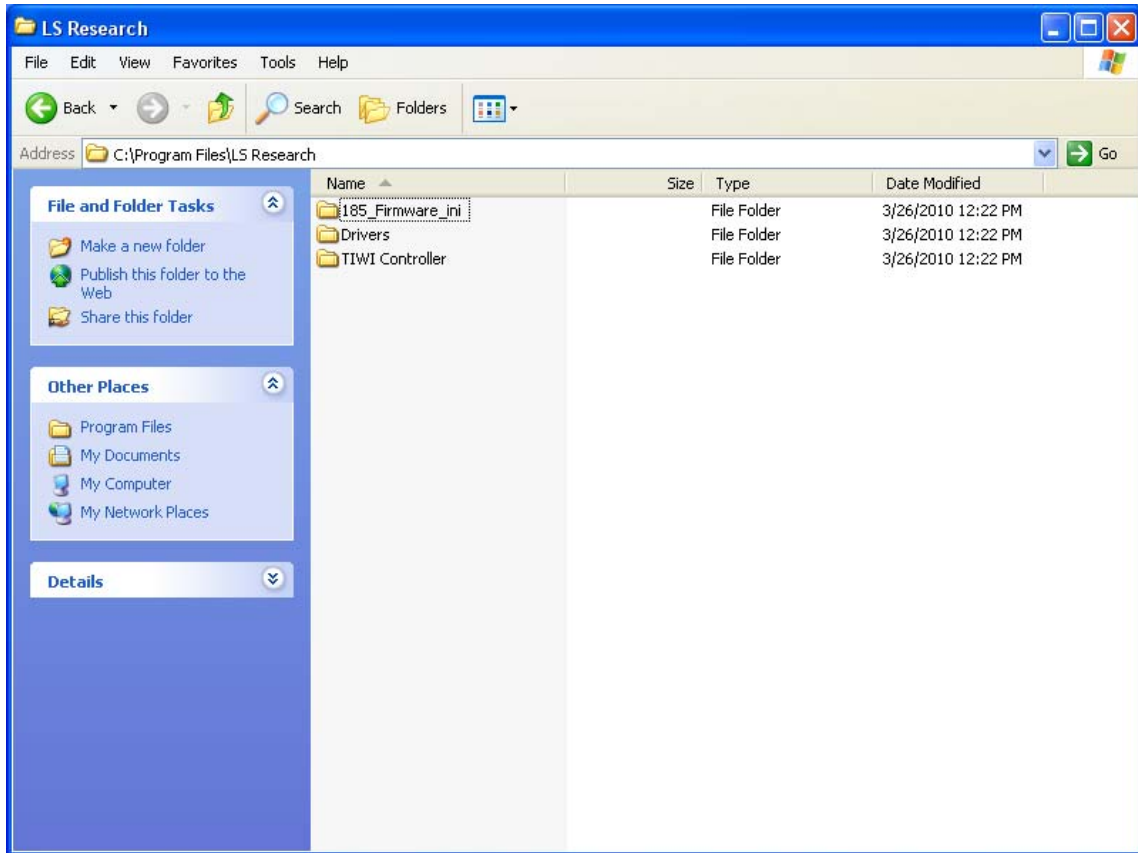 LS Research
File Edit View Favorites Tools Help
Back Search Folders
Address C:\Program Files\LS Research Go
File and Folder Tasks
Make a new folder
Publish this folder to the
Web
Share this folder
Other Places
Program Files
My Documents
My Computer
My Network Places
Details
Name Size Type Date Modified
185_Firmware_ini File Folder 3/26/2010 12:22 PM
Drivers File Folder 3/26/2010 12:22 PM
TIWI Controller File Folder 3/26/2010 12:22 PM